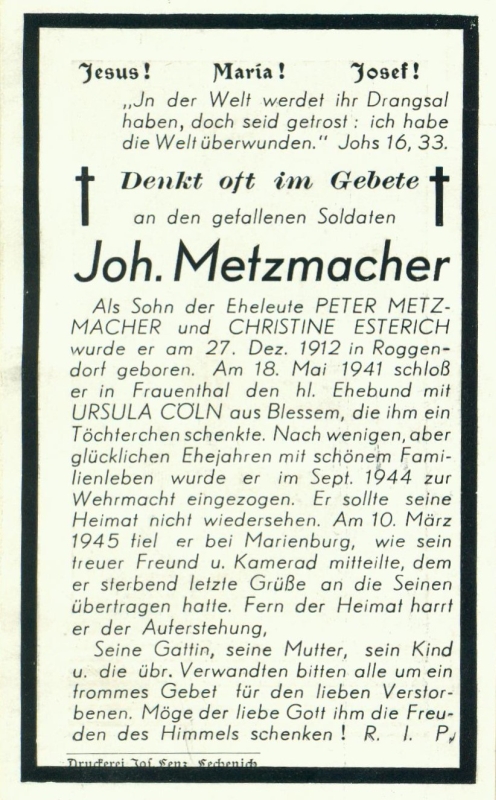 Jesus! Maria! Josef!
„Jn der Welt werdet ihr Drangsal
haben, doch seid getrost: ich habe
die Welt überwunden." Johs 16, 33.
Denkt oft im Gebete
an den gefallenen Soldaten
Joh. Metzmacher
Als Sohn der Eheleute PETER METZ-
MACHER und CHRISTINE ESTERICH
wurde er am 27. Dez. 1912 in Roggen-
dorf geboren. Am 18. Mai 1941 schloß
er in Frauenthal den hl. Ehebund mit
URSULA CÖLN aus Blessem, die ihm ein
Töchterchen schenkte. Nach wenigen, aber
glücklichen Ehejahren mit schönem Fami-
lienleben wurde er im Sept. 1944 zur
Wehrmacht eingezogen. Er sollte seine
Heimat nicht wiedersehen. Am 10. März
1945 fiel er bei Marienburg, wie sein
treuer Freund u. Kamerad mitteilte, dem
er sterbend letzte Grüße an die Seinen
übertragen hatte. Fern der Heimat harrt
er der Auferstehung,
Seine Gattin, seine Mutter, sein Kind
u. die übr. Verwandten bitten alle um ein
frommes Gebet für den lieben Verstor-
benen. Möge der liebe Gott ihm die Freu-
den des Himmels schenken! R. I. P.
Druckerei Jos. Lenz, Lechenich